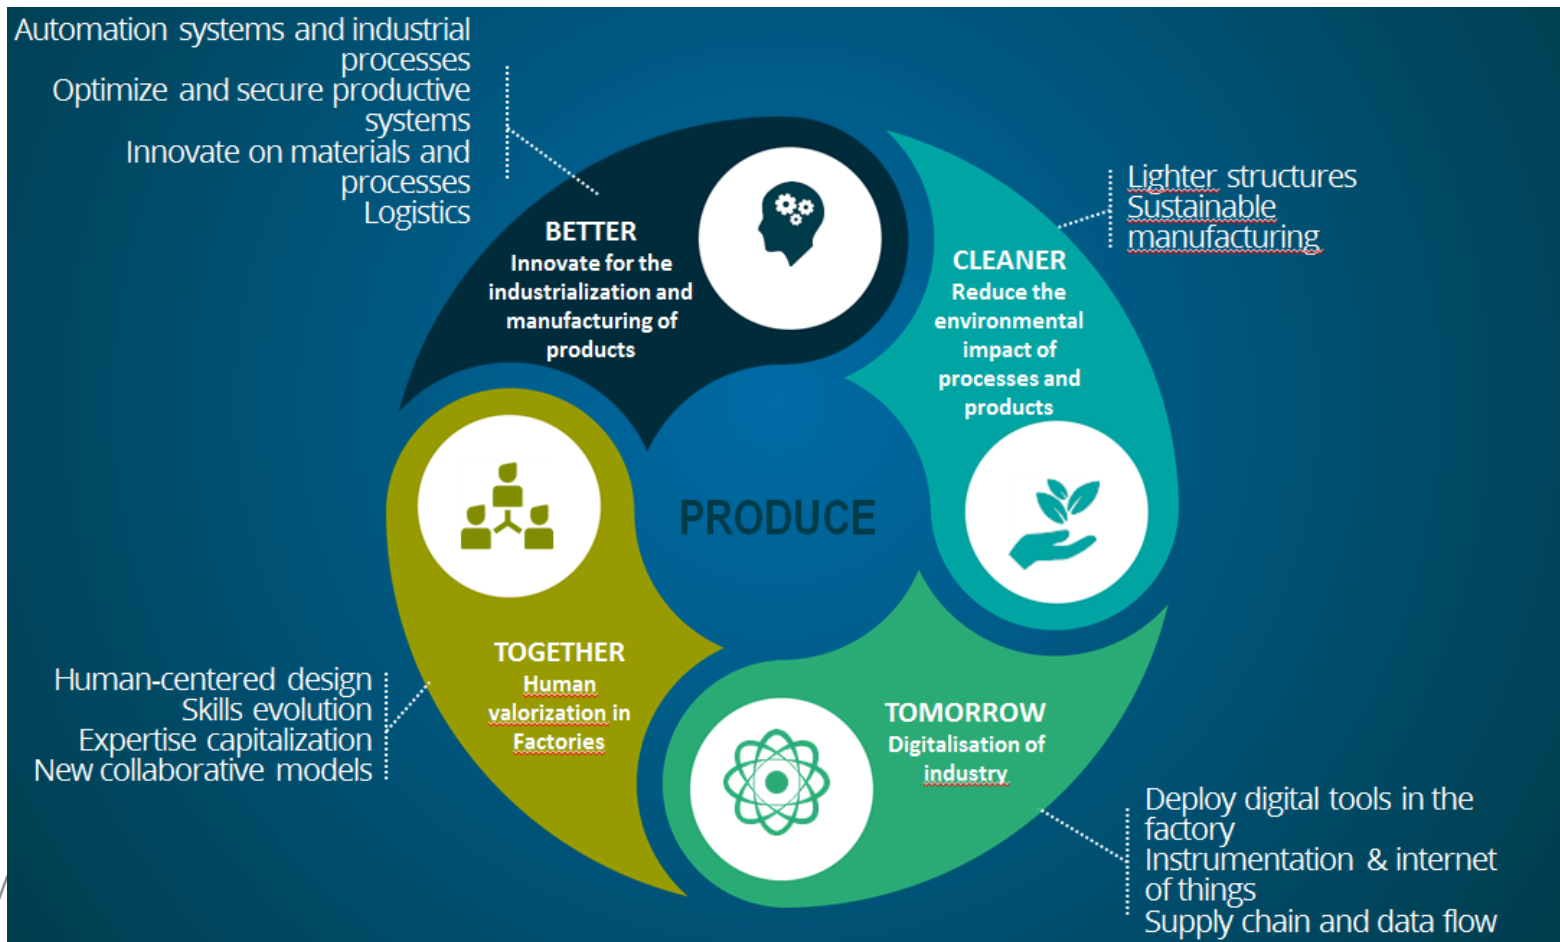 Automation systems and industrial
processes
Optimize and secure productive
systems
Innovate on materials and
processes
Logistics
BETTER
Innovate for the
industrialization and
manufacturing of
products
Lighter structures
Sustainable
manufacturing
CLEANER
Reduce the
environmental
impact of
processes and
products
PRODUCE
TOGETHER
Human
valorization in
Factories
Human-centered design
Skills evolution
Expertise capitalization
New collaborative models
TOMORROW
Digitalisation of
industry
Deploy digital tools in the
factory
Instrumentation & internet
of things
Supply chain and data flow